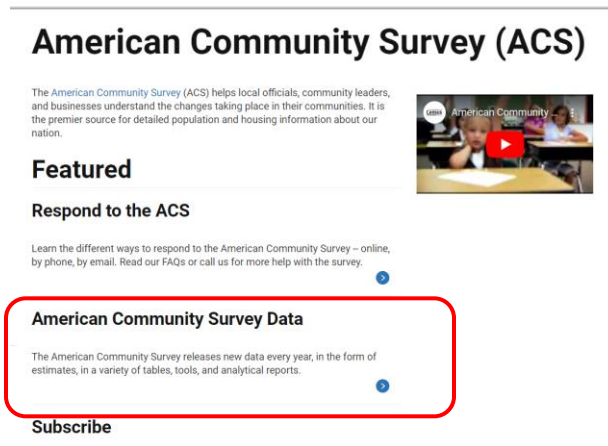 American Community Survey (ACS)
The American Community Survey (ACS) helps local officials, community leaders,
and businesses understand the changes taking place in their communities. It is
the premier source for detailed population and housing information about our
nation.
American Community ...
Featured
Respond to the ACS
Learn the different ways to respond to the American Community Survey – online,
by phone, by email. Read our FAQs or call us for more help with the survey.
American Community Survey Data
The American Community Survey releases new data every year, in the form of
estimates, in a variety of tables, tools, and analytical reports.
Subscribe